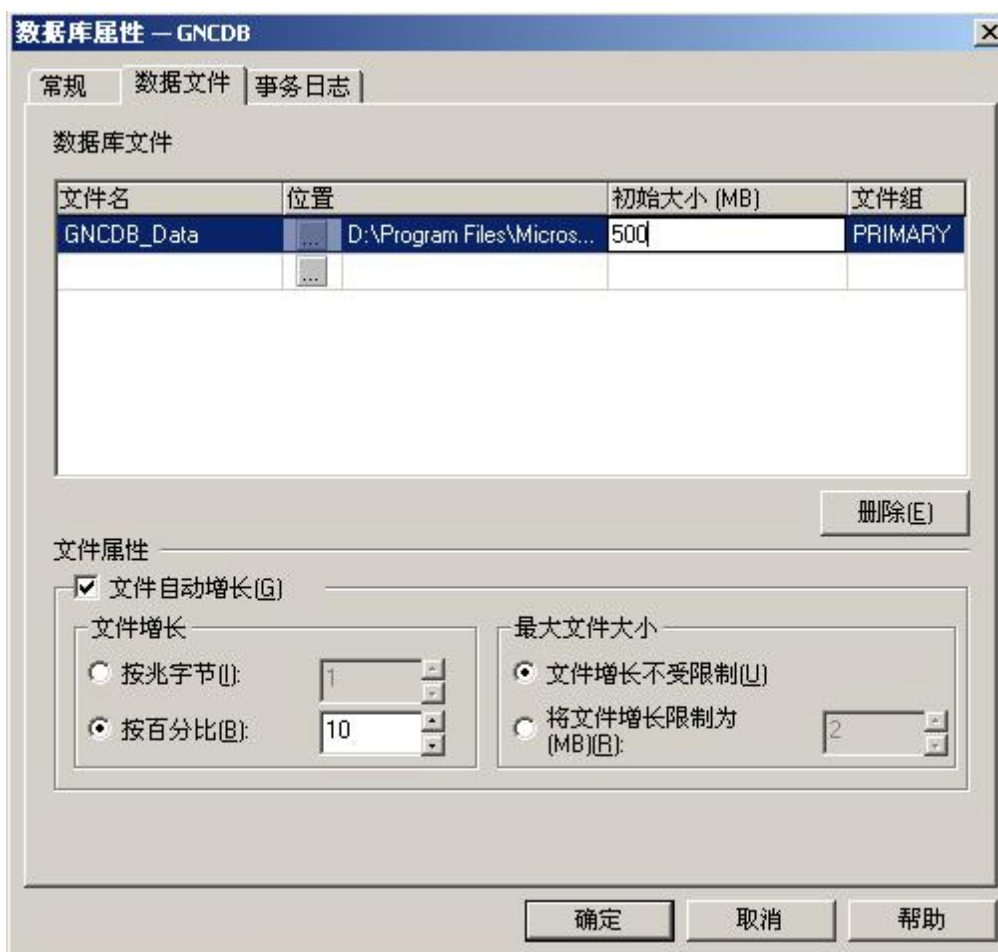 数据库属性 — GNCDB
常规 数据文件 事务日志
数据库文件
文件名 位置 初始大小 (MB) 文件组
GNCDB_Data ... D:\Program Files\Micros... 500 PRIMARY
...
删除(E)
文件属性
文件自动增长(G)
文件增长
按兆字节(I): 1
按百分比(B): 10
最大文件大小
文件增长不受限制(U)
将文件增长限制为
(MB)(R): 2
确定 取消 帮助